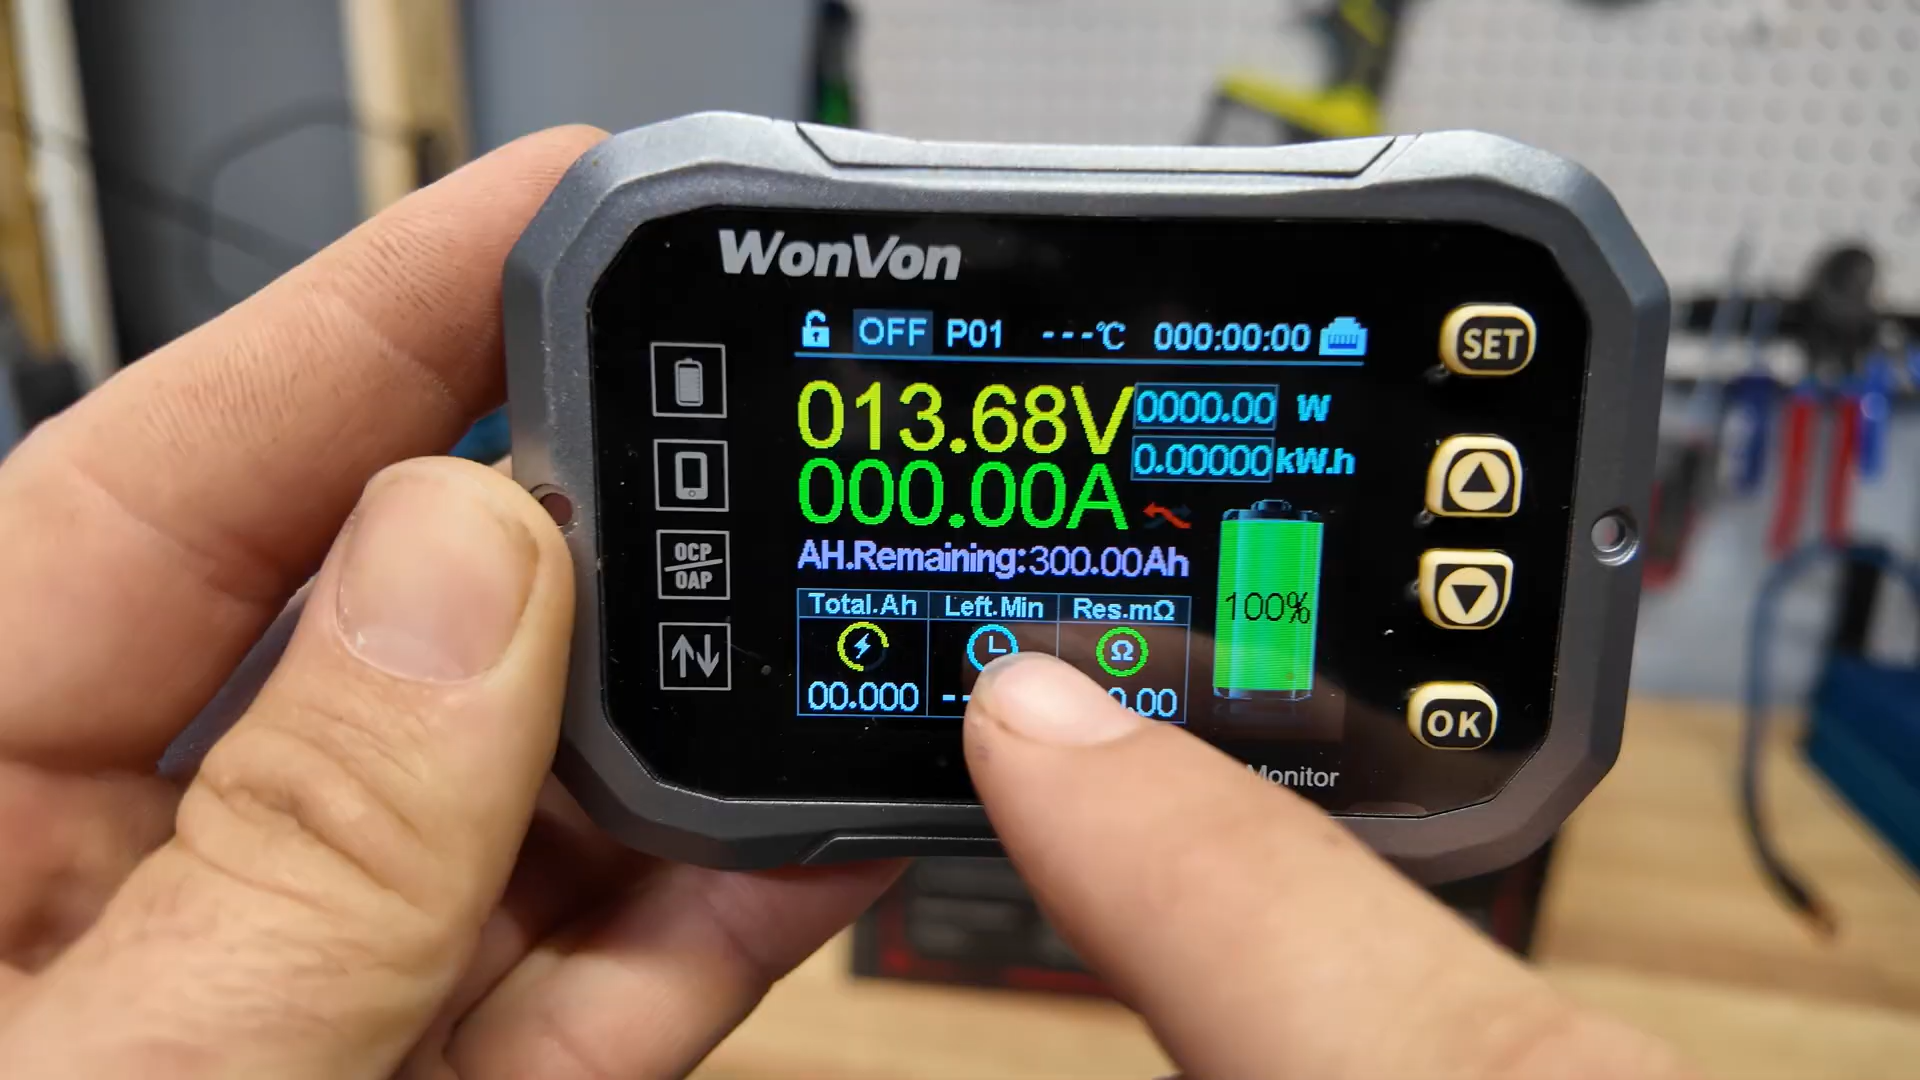 WonVon
OFF P01 ---℃ 000:00:00
013.68V 0000.00 W
0.00000 kW.h
000.00A
AH.Remaining:300.00Ah
Total.Ah Left.Min Res.mΩ
Ω
100%
00.000
OCP
OAP
SET
OK
Monitor